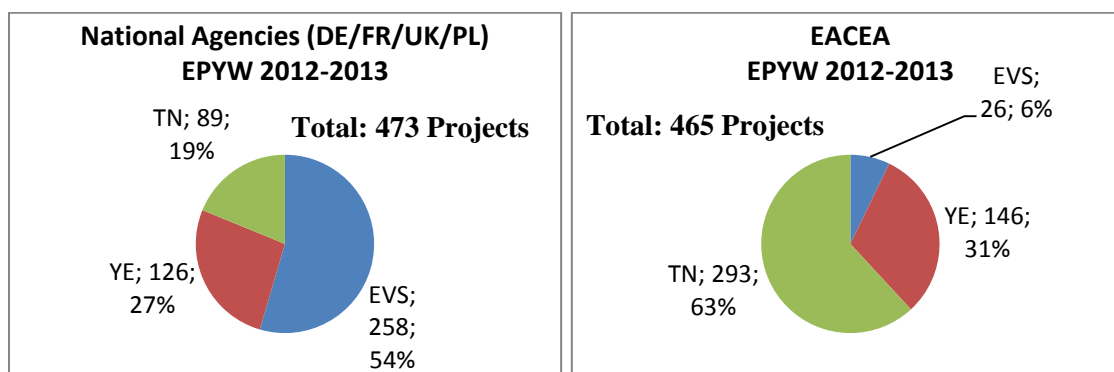 National Agencies (DE/FR/UK/PL)
EPYW 2012-2013
Total: 473 Projects
TN; 89;
19%
YE; 126;
27%
EVS;
258;
54%
EACEA
EPYW 2012-2013
Total: 465 Projects
EVS;
26; 6%
YE; 146;
31%
TN; 293;
63%